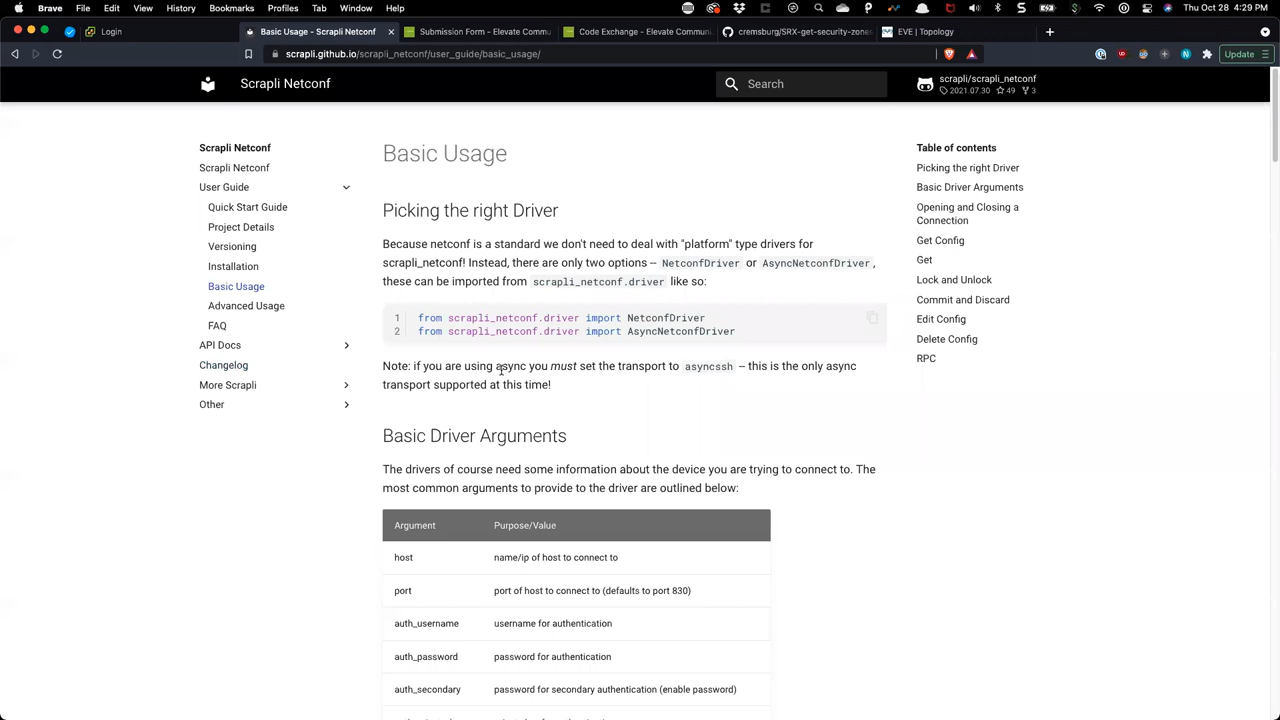 Brave Browser File Edit View History Bookmarks Profiles Tab Window Help
Thu Oct 28 4:29 PM
Login
Basic Usage - Scrapli Netconf
Submission Form - Elevate Commu
Code Exchange - Elevate Communi
cremsburg/SRX-get-security-zones
EVE | Topology
scrapli.github.io/scrapli_netconf/user_guide/basic_usage/
Update
Scrapli Netconf
Search
scrapli/scrapli_netconf
2021.07.30 49 3
Scrapli Netconf
Scrapli Netconf
User Guide
Quick Start Guide
Project Details
Versioning
Installation
Basic Usage
Advanced Usage
FAQ
API Docs
Changelog
More Scrapli
Other
Basic Usage
Picking the right Driver
Because netconf is a standard we don't need to deal with "platform" type drivers for
scrapli_netconf! Instead, there are only two options -- NetconfDriver or AsyncNetconfDriver,
these can be imported from scrapli_netconf.driver like so:
1 from scrapli_netconf.driver import NetconfDriver
2 from scrapli_netconf.driver import AsyncNetconfDriver
Note: if you are using async you must set the transport to asyncssh -- this is the only async
transport supported at this time!
Basic Driver Arguments
The drivers of course need some information about the device you are trying to connect to. The
most common arguments to provide to the driver are outlined below:
Argument Purpose/Value
host name/ip of host to connect to
port port of host to connect to (defaults to port 830)
auth_username username for authentication
auth_password password for authentication
auth_secondary password for secondary authentication (enable password)
Table of contents
Picking the right Driver
Basic Driver Arguments
Opening and Closing a
Connection
Get Config
Get
Lock and Unlock
Commit and Discard
Edit Config
Delete Config
RPC